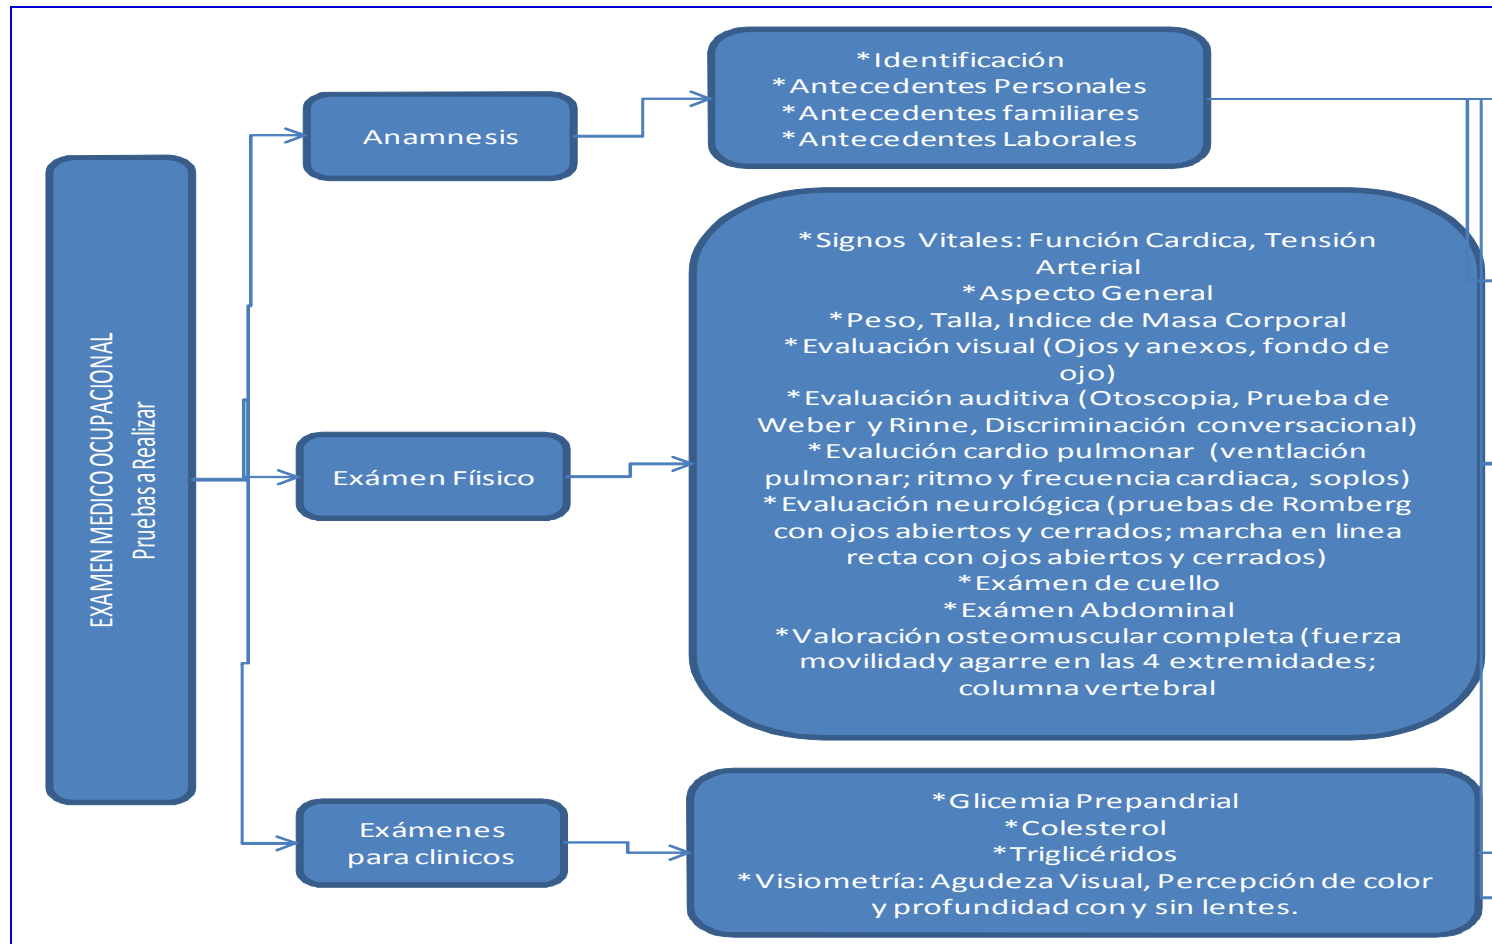 EXAMEN MEDICO OCUPACIONAL
Pruebas a Realizar
Anamnesis
*Identificación
*Antecedentes Personales
*Antecedentes familiares
*Antecedentes Laborales
Exámen Fíisico
*Signos Vitales: Función Cardica, Tensión
Arterial
*Aspecto General
*Peso, Talla, Indice de Masa Corporal
*Evaluación visual (Ojos y anexos, fondo de
ojo)
*Evaluación auditiva (Otoscopia, Prueba de
Weber y Rinne, Discriminación conversacional)
*Evalución cardio pulmonar (ventlación
pulmonar; ritmo y frecuencia cardiaca, soplos)
*Evaluación neurológica (pruebas de Romberg
con ojos abiertos y cerrados; marcha en linea
recta con ojos abiertos y cerrados)
*Exámen de cuello
*Exámen Abdominal
*Valoración osteomuscular completa (fuerza
movilidady agarre en las 4 extremidades;
columna vertebral
Exámenes
para clinicos
*Glicemia Prepandrial
*Colesterol
*Triglicéridos
*Visiometría: Agudeza Visual, Percepción de color
y profundidad con y sin lentes.